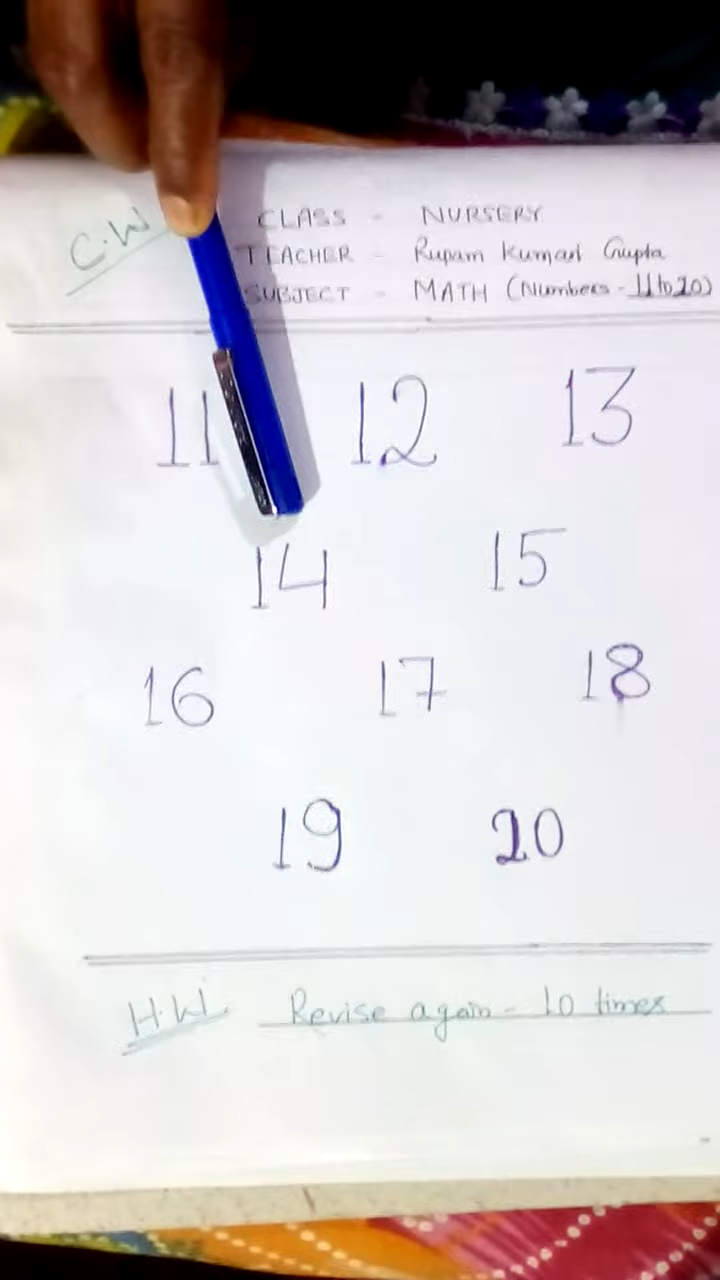 C.W
CLASS - NURSERY
TEACHER - Rupam Kumari Gupta
SUBJECT - MATH (Numbers - 11 to 20)
11 12 13
14 15
16 17 18
19 20
H.W Revise again - 10 times